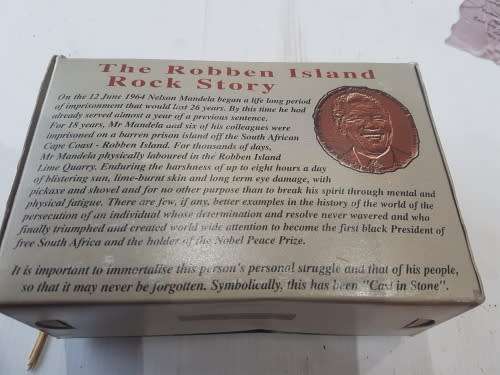 The Robben Island
Rock Story
On the 12 June 1964 Nelson Mandela began a life long period
of imprisonment that would last 26 years. By this time he had
already served almost a year of a previous sentence.
For 18 years, Mr Mandela and six of his colleagues were
imprisoned on a barren prison island off the South African
Cape Coast - Robben Island. For thousands of days,
Mr Mandela physically laboured in the Robben Island
Lime Quarry. Enduring the harshness of up to eight hours a day
of blistering sun, lime-burnt skin and long term eye damage, with
pickaxe and shovel and for no other purpose than to break his spirit through mental and
physical fatigue. There are few, if any, better examples in the history of the world of the
persecution of an individual whose determination and resolve never wavered and who
finally triumphed and created world wide attention to become the first black President of
free South Africa and the holder of the Nobel Peace Prize.
It is important to immortalise this person's personal struggle and that of his people,
so that it may never be forgotten. Symbolically, this has been "Cast in Stone".